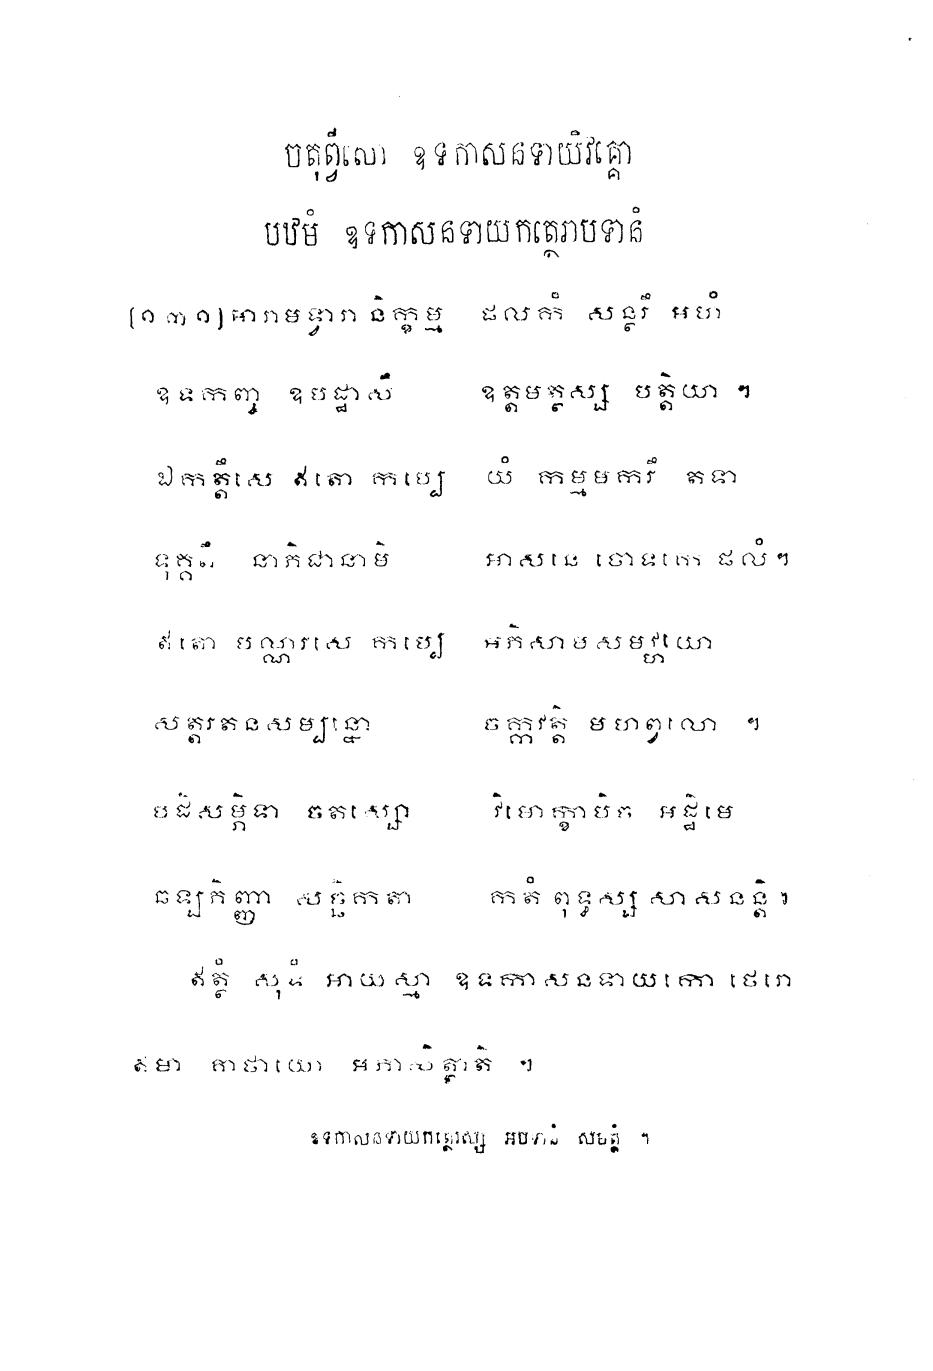 ចតុព្វីសោ ឧទកាសនទាយិវគ្គោ
បឋមំ ឧទកាសនទាយកត្ថេរាបទានំ
(១៣១) អារាមទ្វារា និក្ខម្ម ផលកំ សន្ថរឹ អហំ
ឧទកញ្ច ឧបដ្ឋាសឹ ឧត្តមត្ថស្ស បត្តិយា ។
ឯកត្តឹសេ ឥតោ កប្បេ យំ កម្មមករឹ តទា
ទុគ្គតឹ នាភិជានាមិ អាសនេ ចោទកេ ផលំ។
ឥតោ បណ្ណរសេ កប្បេ អភិសាមសមវ្ហយោ
សត្តរតនសម្បន្នោ ចក្កវត្តិ មហព្វលោ ។
បដិសម្ភិទា ចតស្សោ វិមោក្ខាបិច អដ្ឋិមេ
ឆឡភិញ្ញា សច្ឆិកតា កតំ ពុទ្ធស្ស សាសនន្តិ។
ឥត្ថំ សុទំ អាយស្មា ឧទកាសនទាយកោ ថេរោ
ឥមា គាថាយោ អភាសិត្ថាតិ ។
ឧទកាសនទាយកត្ថេរស្ស អបទានំ សមត្តំ ។